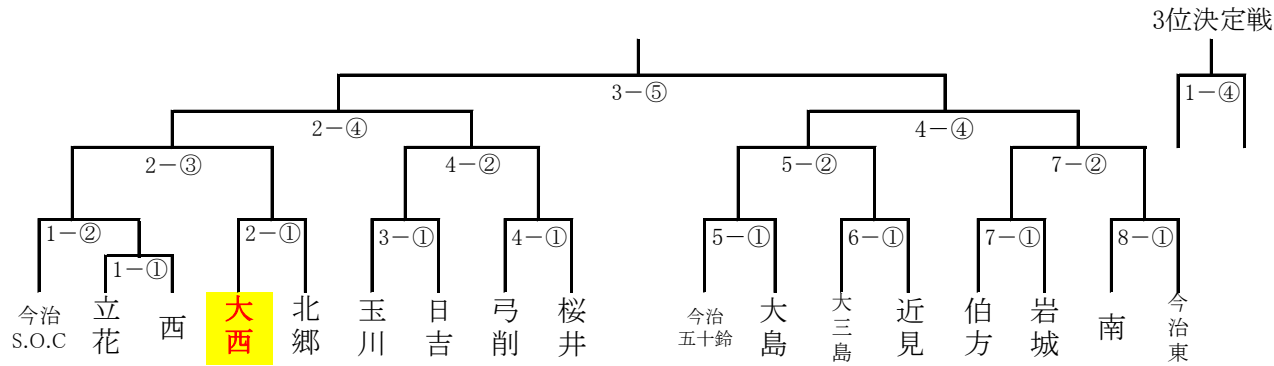 3位決定戦
3－⑤
1－④
2－④
4－④
2－③
4－②
5－②
7－②
1－②
2－①
3－①
4－①
5－①
6－①
7－①
8－①
1－①
今治
S.O.C
立花
西
大西
北郷
玉川
日吉
弓削
桜井
今治
五十鈴
大島
大三島
近見
伯方
岩城
南
今治東